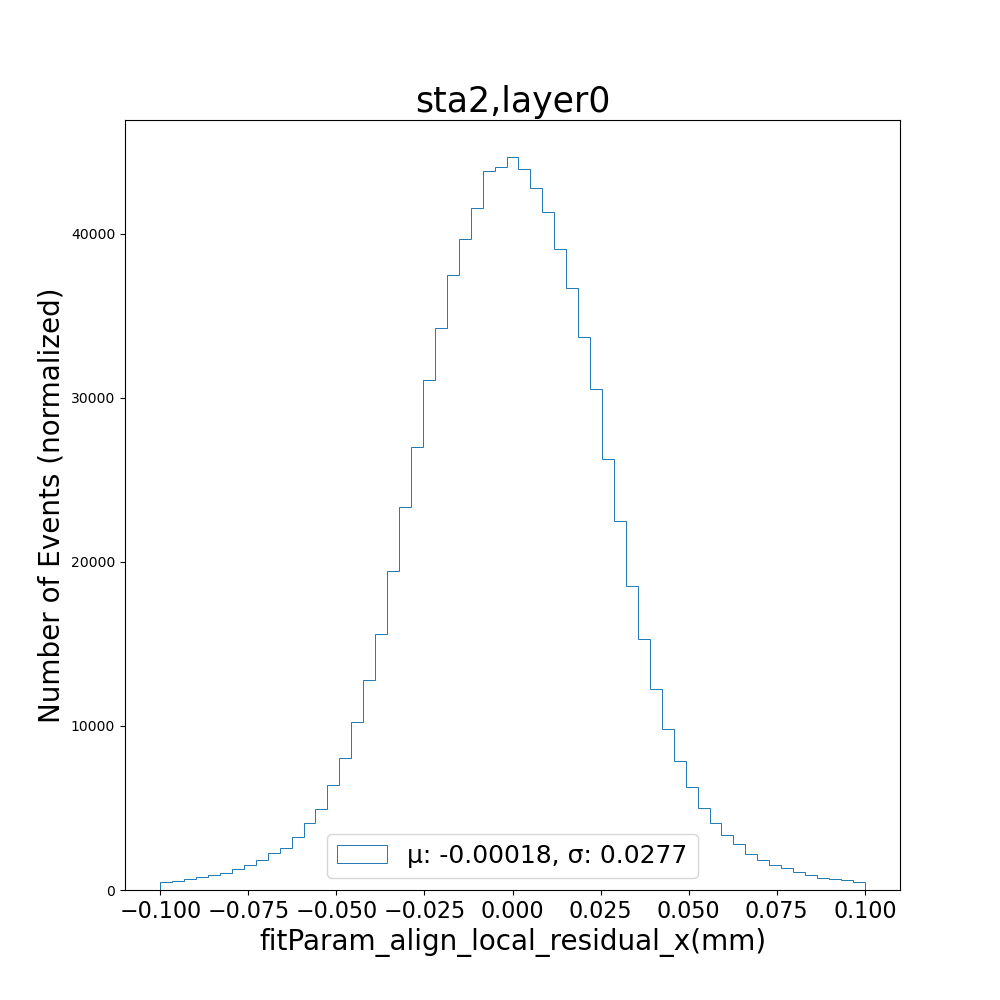 sta2,layer0
Number of Events (normalized)
40000
30000
20000
10000
0
μ: -0.00018, σ: 0.0277
−0.100 −0.075 −0.050 −0.025 0.000 0.025 0.050 0.075 0.100
fitParam_align_local_residual_x(mm)